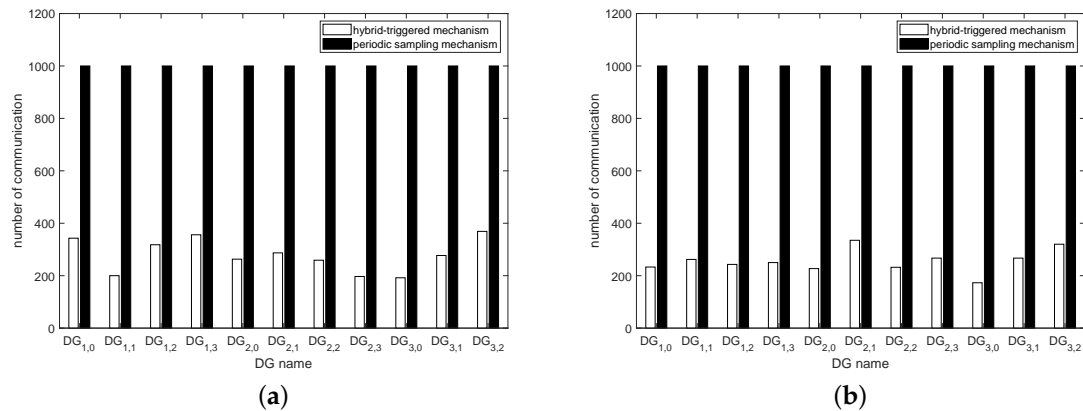 1200
1000
800
600
400
200
0
number of communication
hybrid-triggered mechanism
periodic sampling mechanism
DG1,0 DG1,1 DG1,2 DG1,3 DG2,0 DG2,1 DG2,2 DG2,3 DG3,0 DG3,1 DG3,2
DG name
(a)
1200
1000
800
600
400
200
0
number of communication
hybrid-triggered mechanism
periodic sampling mechanism
DG1,0 DG1,1 DG1,2 DG1,3 DG2,0 DG2,1 DG2,2 DG2,3 DG3,0 DG3,1 DG3,2
DG name
(b)